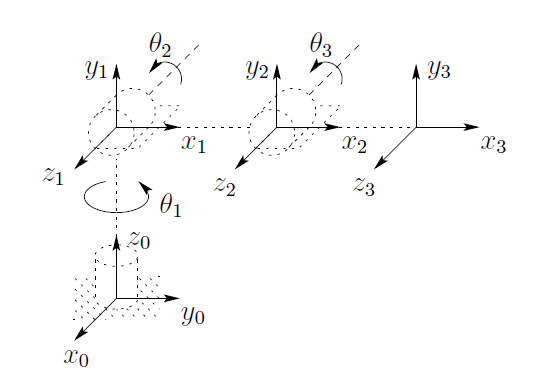 θ₂ θ₃
y₁ y₂ y₃
x₁ x₂ x₃
z₁ z₂ z₃
θ₁
z₀
y₀
x₀